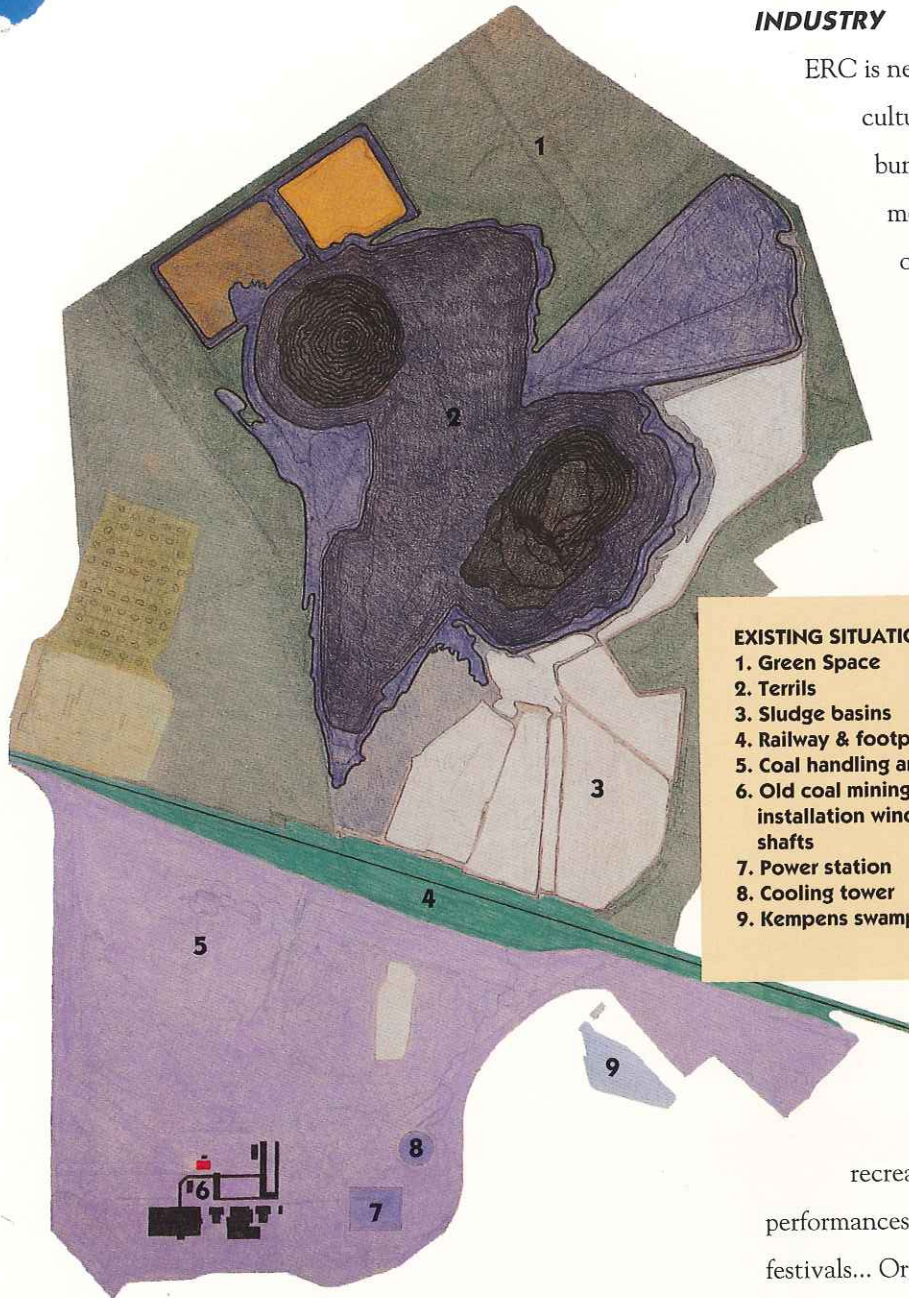 INDUSTRY
ERC is ne
cultu
bur
m
1
2
3
4
5
6
7
8
9
EXISTING SITUATIO
1. Green Space
2. Terrils
3. Sludge basins
4. Railway & footp
5. Coal handling a
6. Old coal mining
installation wind
shafts
7. Power station
8. Cooling tower
9. Kempens swamp
recrea
performances
festivals... Or